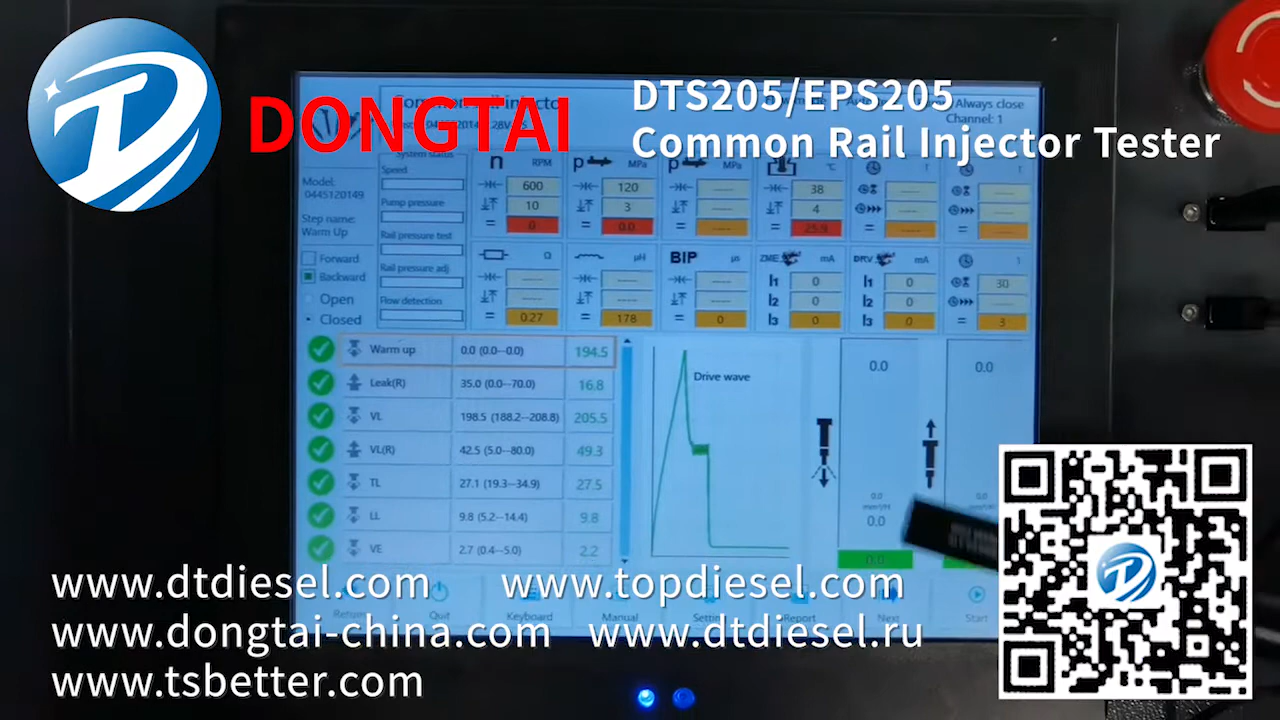 DONGTAI
DTS205/EPS205
Common Rail Injector Tester
Always close
Channel: 1
System status
Speed
Pump pressure
Rail pressure test
Rail pressure adj
Flow detection
Model:
0445120149
Step name:
Warm Up
Forward
Backward
Open
Closed
n RPM
600
10
= 0
p MPa
120
3
= 0.0
p MPa
----
----
= ----
°C
38
4
= 25.9
----
----
= ----
----
----
= ----
Ω
----
----
= 0.27
μH
----
----
= 178
BIP μs
----
----
= 0
ZME mA
I1 0
I2 0
I3 0
DRV mA
I1 0
I2 0
I3 0
30
----
= 3
Warm up 0.0 (0.0--0.0) 194.5
Leak(R) 35.0 (0.0--70.0) 16.8
VL 198.5 (188.2--208.8) 205.5
VL(R) 42.5 (5.0--80.0) 49.3
TL 27.1 (19.3--34.9) 27.5
LL 9.8 (5.2--14.4) 9.8
VE 2.7 (0.4--5.0) 2.2
Drive wave
0.0
0.0
0.0
0.0
0.0
0.0
Quit
Keyboard
Manual
Report
Next
Start
www.dtdiesel.com www.topdiesel.com
www.dongtai-china.com www.dtdiesel.ru
www.tsbetter.com